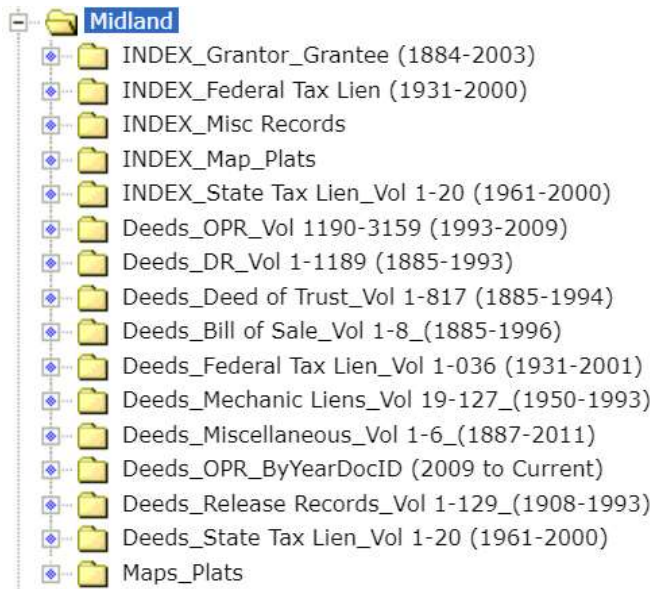 Midland
INDEX_Grantor_Grantee (1884-2003)
INDEX_Federal Tax Lien (1931-2000)
INDEX_Misc Records
INDEX_Map_Plats
INDEX_State Tax Lien_Vol 1-20 (1961-2000)
Deeds_OPR_Vol 1190-3159 (1993-2009)
Deeds_DR_Vol 1-1189 (1885-1993)
Deeds_Deed of Trust_Vol 1-817 (1885-1994)
Deeds_Bill of Sale_Vol 1-8_(1885-1996)
Deeds_Federal Tax Lien_Vol 1-036 (1931-2001)
Deeds_Mechanic Liens_Vol 19-127_(1950-1993)
Deeds_Miscellaneous_Vol 1-6_(1887-2011)
Deeds_OPR_ByYearDocID (2009 to Current)
Deeds_Release Records_Vol 1-129_(1908-1993)
Deeds_State Tax Lien_Vol 1-20 (1961-2000)
Maps_Plats